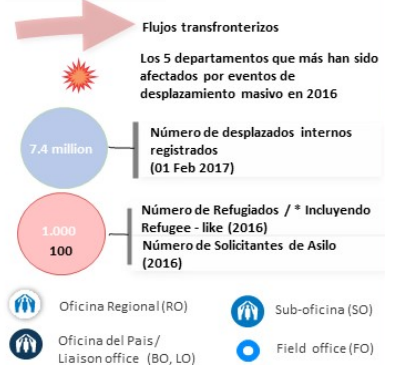 Flujos transfronterizos
Los 5 departamentos que más han sido
afectados por eventos de
desplazamiento masivo en 2016
7.4 million
Número de desplazados internos
registrados
(01 Feb 2017)
1.000
100
Número de Refugiados / * Incluyendo
Refugee - like (2016)
Número de Solicitantes de Asilo
(2016)
Oficina Regional (RO)
Sub-oficina (SO)
Oficina del Pais/
Liaison office (BO, LO)
Field office (FO)